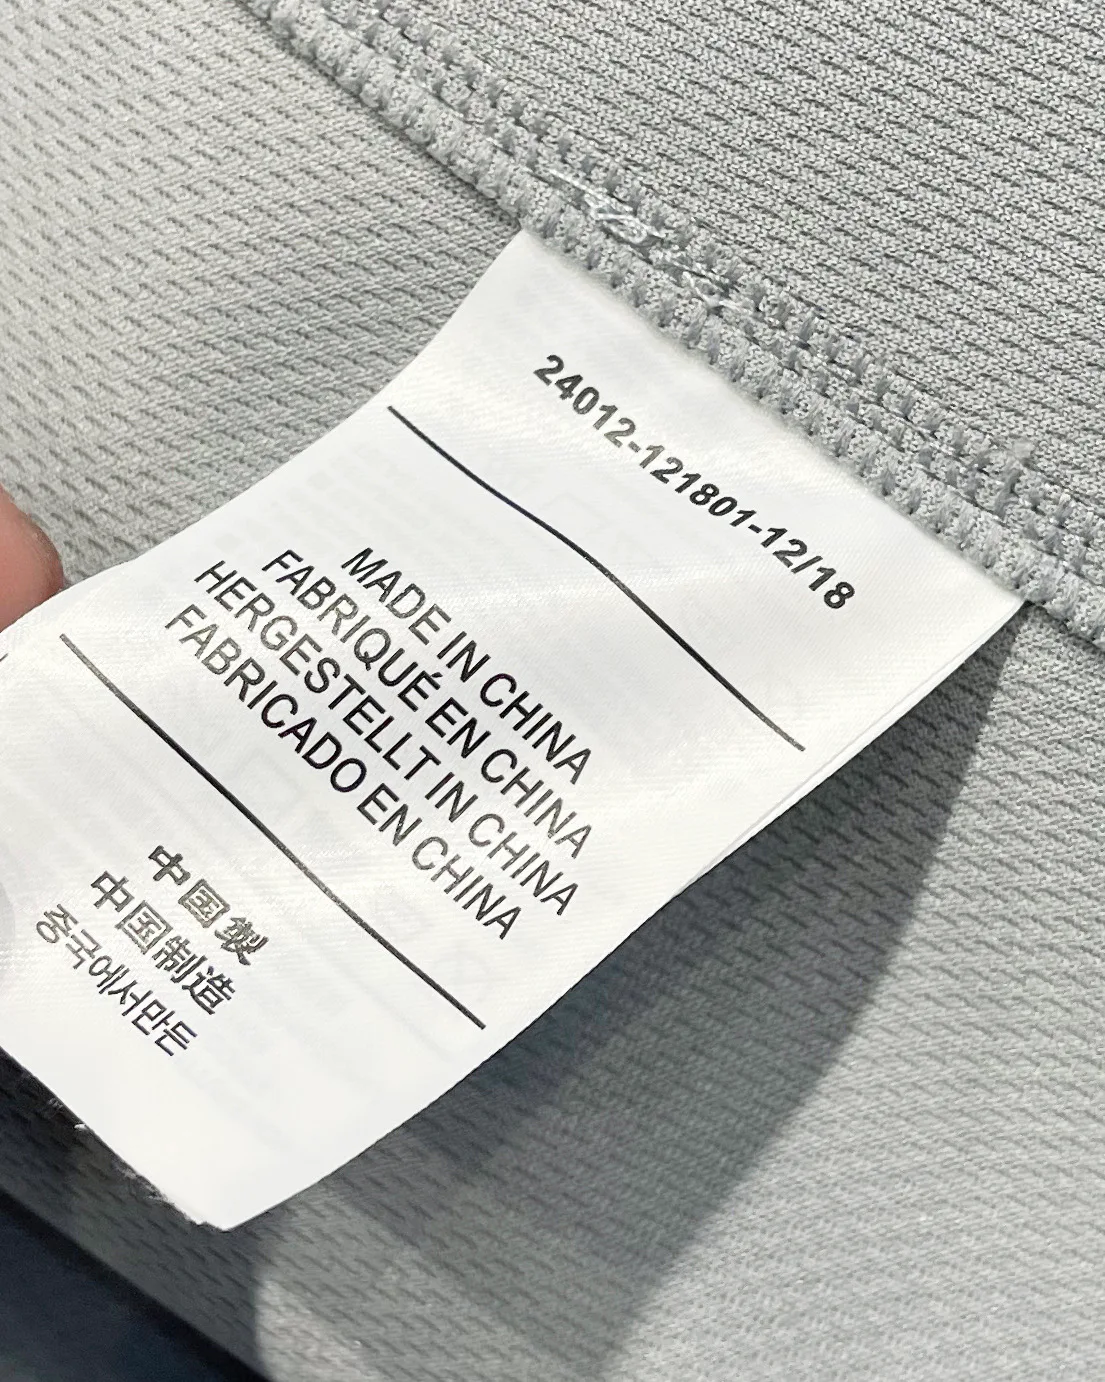 24012-121801-12/18
MADE IN CHINA
FABRIQUÉ EN CHINA
HERGESTELLT IN CHINA
FABRICADO EN CHINA
中国製
中国制造
중국에서만든